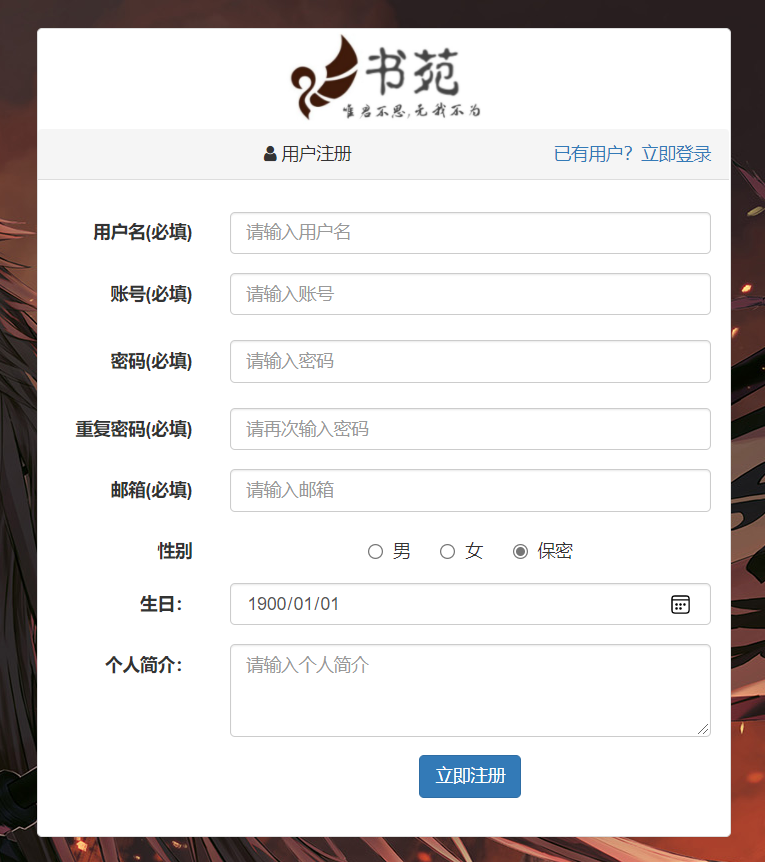 书苑
唯君不思,无我不为
用户注册 已有用户？立即登录
用户名(必填) 请输入用户名
账号(必填) 请输入账号
密码(必填) 请输入密码
重复密码(必填) 请再次输入密码
邮箱(必填) 请输入邮箱
性别 男 女 保密
生日： 1900/01/01
个人简介： 请输入个人简介
立即注册